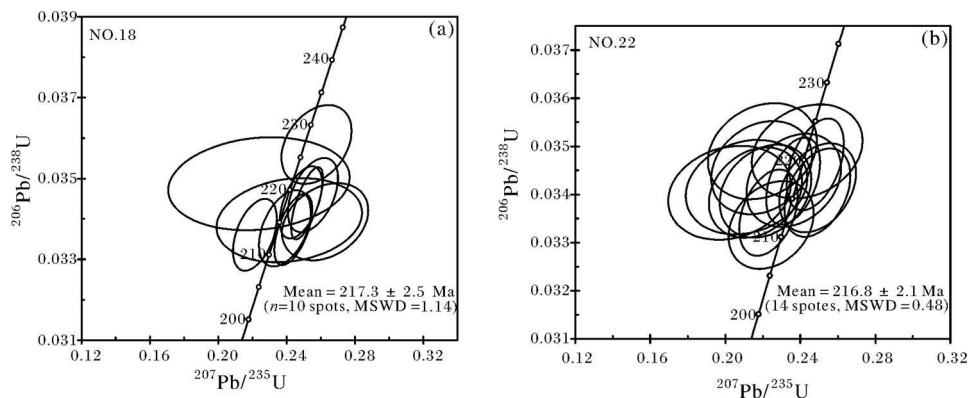 0.039
0.037
0.035
0.033
0.031
0.12
0.16
0.20
0.24
0.28
0.32
²⁰⁶Pb/²³⁸U
²⁰⁷Pb/²³⁵U
NO.18
(a)
240
230
220
210
200
Mean = 217.3 ± 2.5 Ma
(n=10 spots, MSWD =1.14)
0.037
0.036
0.035
0.034
0.033
0.032
0.031
0.12
0.16
0.20
0.24
0.28
0.32
²⁰⁶Pb/²³⁸U
²⁰⁷Pb/²³⁵U
NO.22
(b)
230
220
210
200
Mean = 216.8 ± 2.1 Ma
(14 spotes, MSWD =0.48)